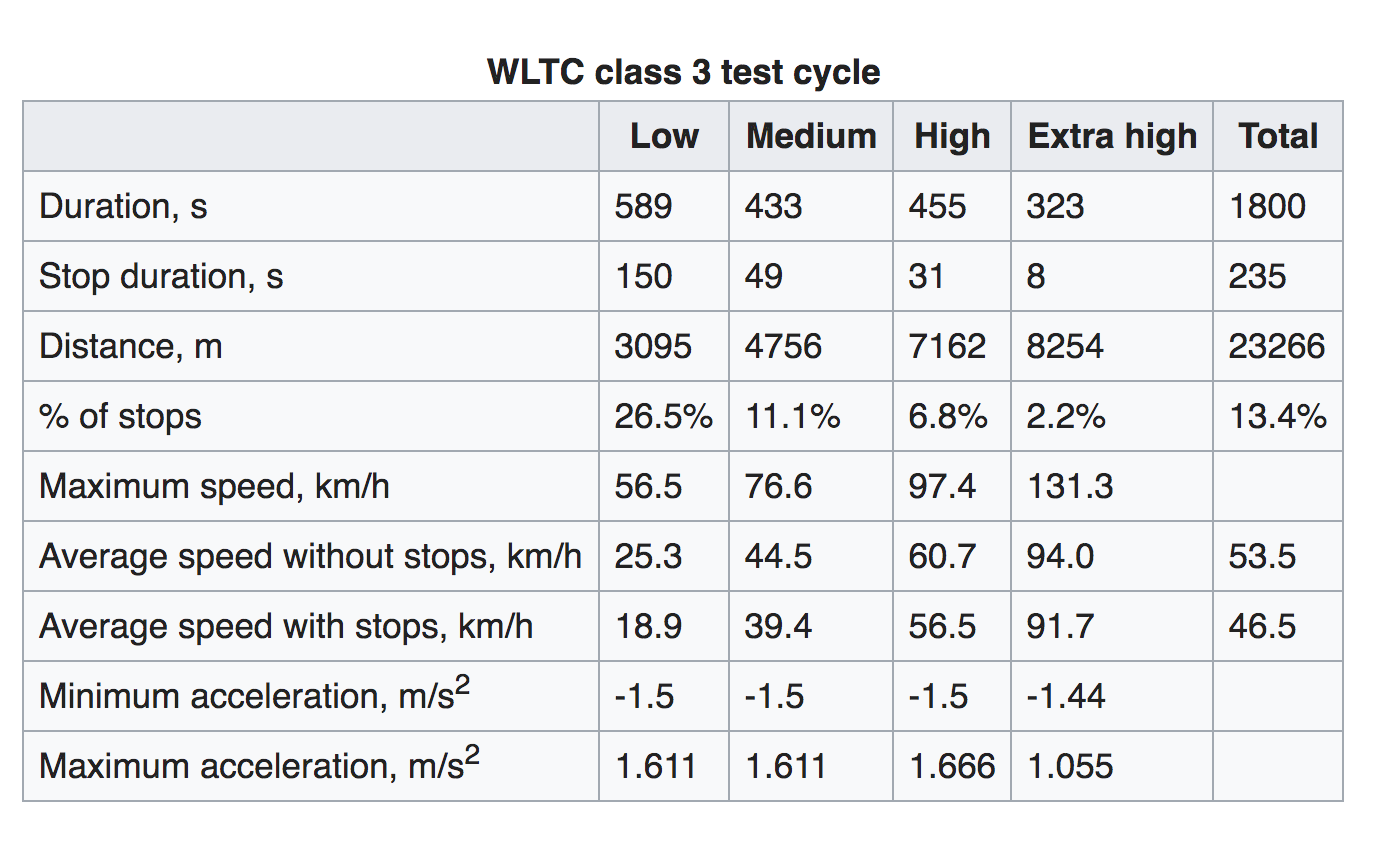 WLTC class 3 test cycle
Low Medium High Extra high Total
Duration, s 589 433 455 323 1800
Stop duration, s 150 49 31 8 235
Distance, m 3095 4756 7162 8254 23266
% of stops 26.5% 11.1% 6.8% 2.2% 13.4%
Maximum speed, km/h 56.5 76.6 97.4 131.3
Average speed without stops, km/h 25.3 44.5 60.7 94.0 53.5
Average speed with stops, km/h 18.9 39.4 56.5 91.7 46.5
Minimum acceleration, m/s² -1.5 -1.5 -1.5 -1.44
Maximum acceleration, m/s² 1.611 1.611 1.666 1.055